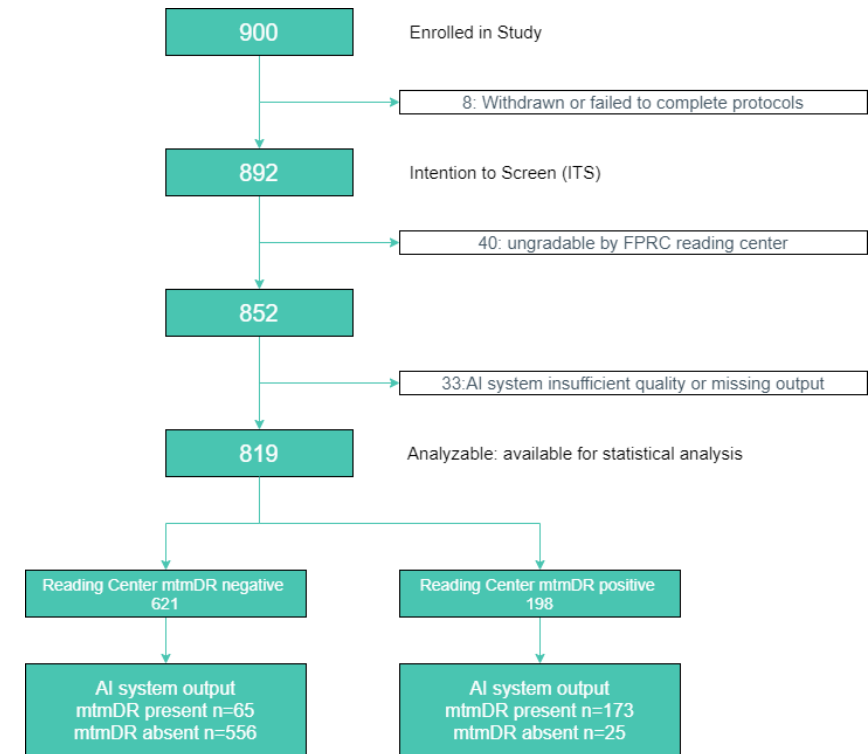 900
Enrolled in Study
8: Withdrawn or failed to complete protocols
892
Intention to Screen (ITS)
40: ungradable by FPRC reading center
852
33:AI system insufficient quality or missing output
819
Analyzable: available for statistical analysis
Reading Center mtmDR negative
621
Reading Center mtmDR positive
198
AI system output
mtmDR present n=65
mtmDR absent n=556
AI system output
mtmDR present n=173
mtmDR absent n=25